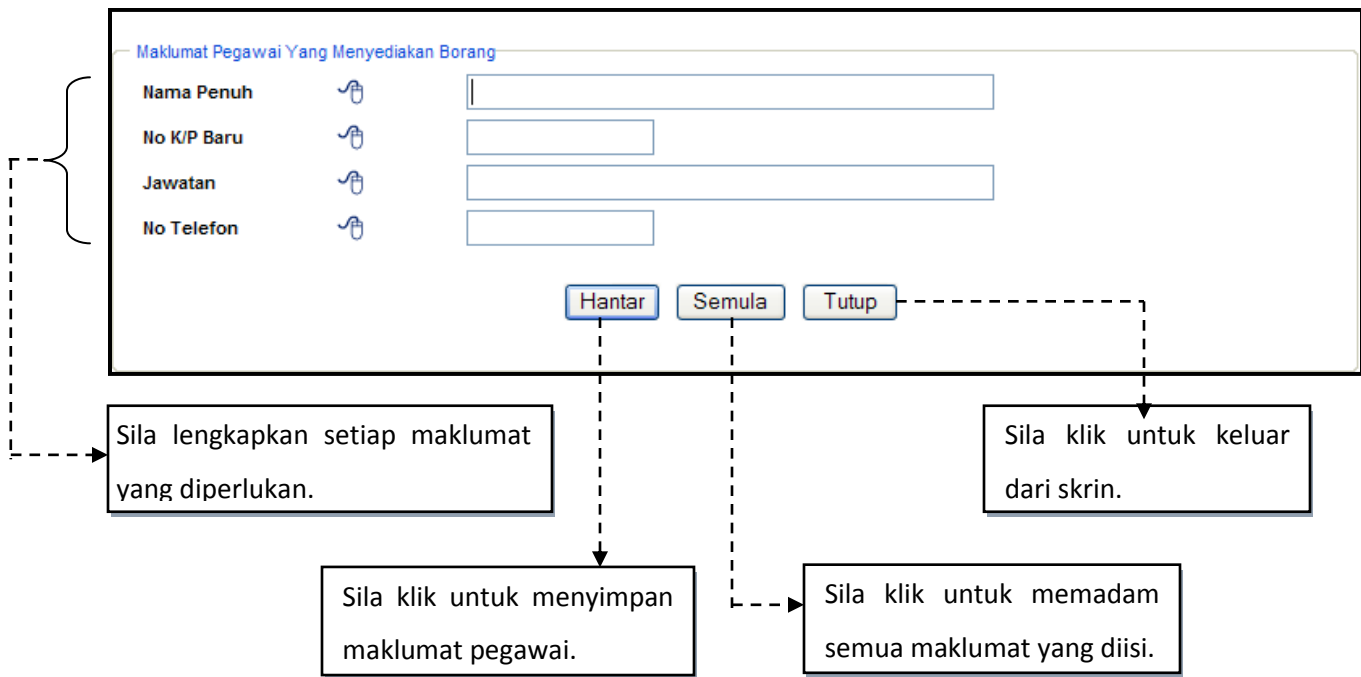 Maklumat Pegawai Yang Menyediakan Borang
Nama Penuh
No K/P Baru
Jawatan
No Telefon
Hantar Semula Tutup
Sila lengkapkan setiap maklumat
yang diperlukan.
Sila klik untuk keluar
dari skrin.
Sila klik untuk menyimpan
maklumat pegawai.
Sila klik untuk memadam
semua maklumat yang diisi.